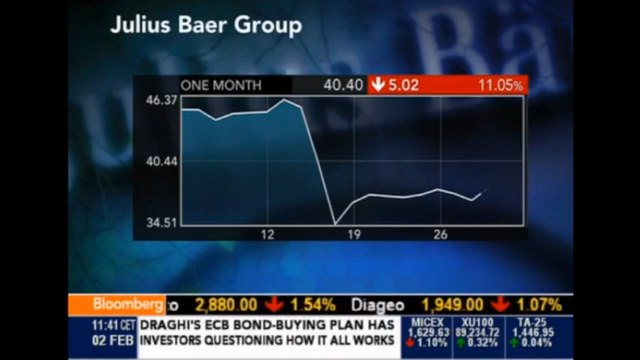 Julius Baer Group
ONE MONTH 40.40 5.02 11.05%
46.37
40.44
34.51
12 19 26
Bloomberg o 2,880.00 1.54% Diageo 1,949.00 1.07%
11:41 CET DRAGHI'S ECB BOND-BUYING PLAN HAS MICEX XU100 TA-25
1,629.63 89,234.72 1,446.95
02 FEB INVESTORS QUESTIONING HOW IT ALL WORKS 1.10% 0.32% 0.04%